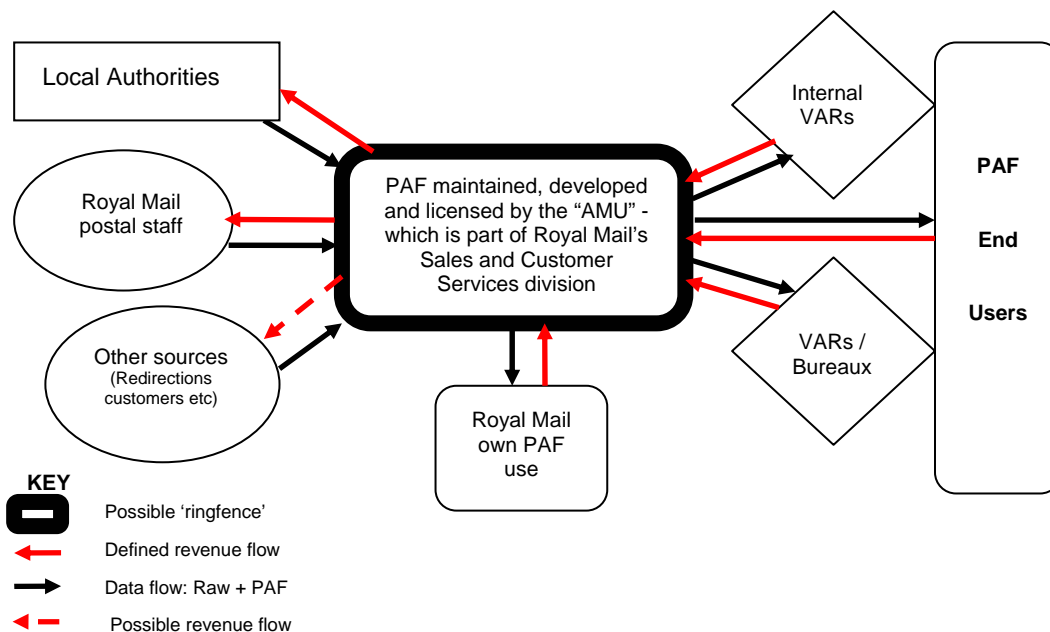 Local Authorities
Royal Mail
postal staff
Other sources
(Redirections
customers etc)
PAF maintained, developed
and licensed by the “AMU” -
which is part of Royal Mail’s
Sales and Customer
Services division
Royal Mail
own PAF
use
Internal
VARs
VARs /
Bureaux
PAF
End
Users
KEY
Possible ‘ringfence’
Defined revenue flow
Data flow: Raw + PAF
Possible revenue flow